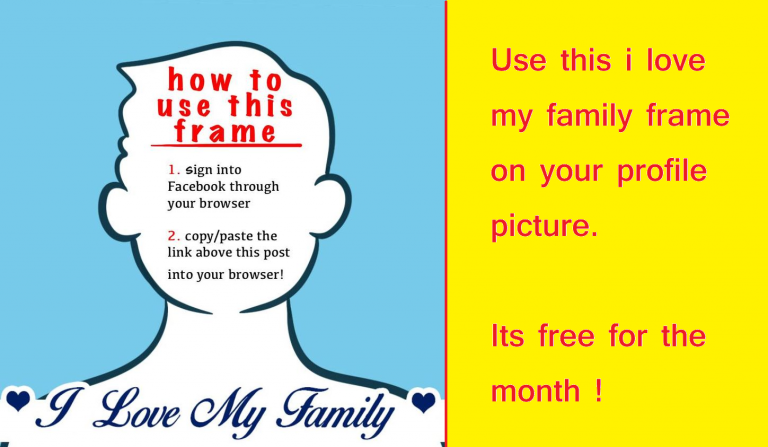 how to
use this
frame
1. sign into
Facebook through
your browser
2. copy/paste the
link above this post
into your browser!
I Love My Family
Use this i love
my family frame
on your profile
picture.
Its free for the
month !